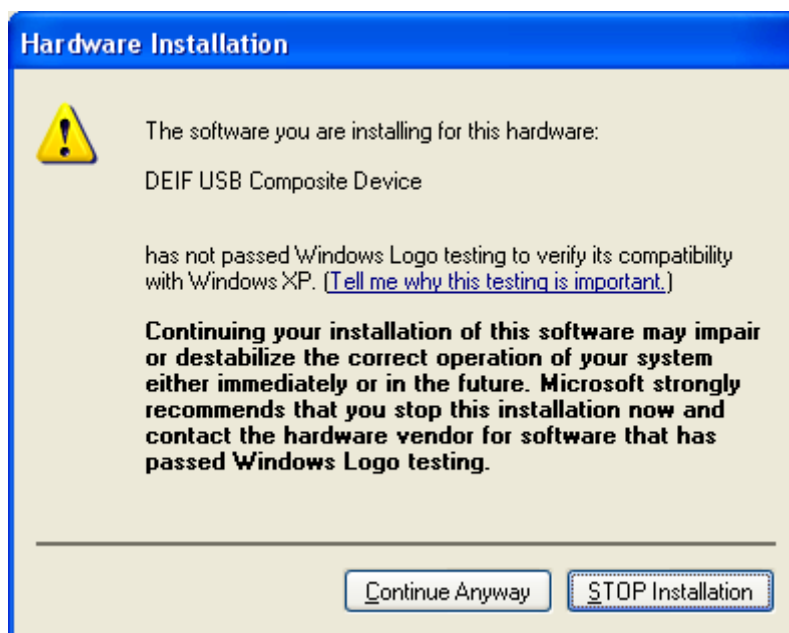 Hardware Installation
The software you are installing for this hardware:
DEIF USB Composite Device
has not passed Windows Logo testing to verify its compatibility
with Windows XP. (Tell me why this testing is important.)
Continuing your installation of this software may impair
or destabilize the correct operation of your system
either immediately or in the future. Microsoft strongly
recommends that you stop this installation now and
contact the hardware vendor for software that has
passed Windows Logo testing.
Continue Anyway
STOP Installation